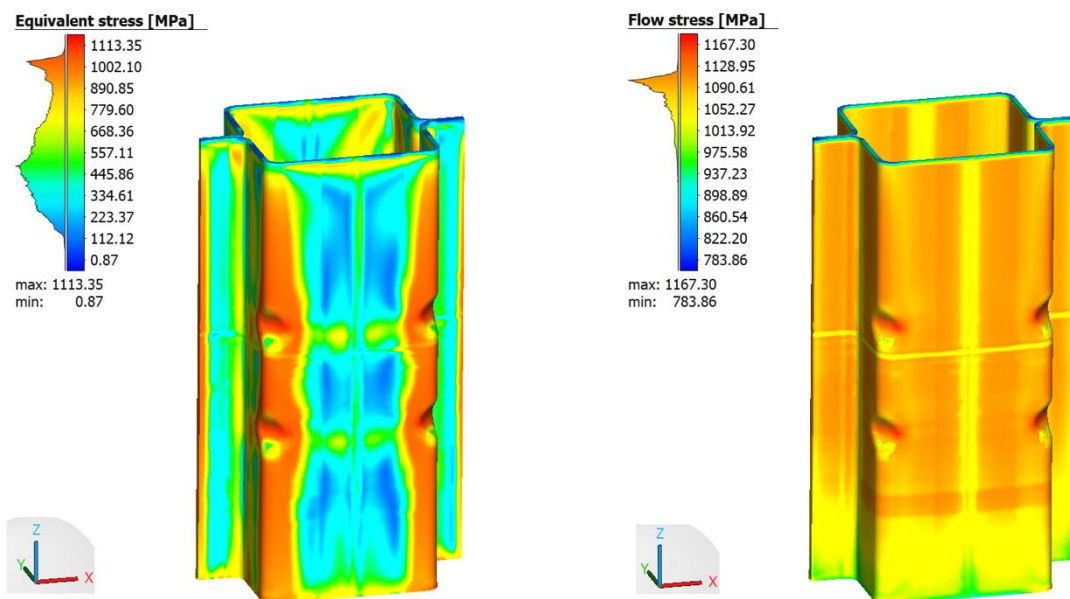 Equivalent stress [MPa]
1113.35
1002.10
890.85
779.60
668.36
557.11
445.86
334.61
223.37
112.12
0.87
max: 1113.35
min: 0.87
Z
Y
X
Flow stress [MPa]
1167.30
1128.95
1090.61
1052.27
1013.92
975.58
937.23
898.89
860.54
822.20
783.86
max: 1167.30
min: 783.86
Z
Y
X